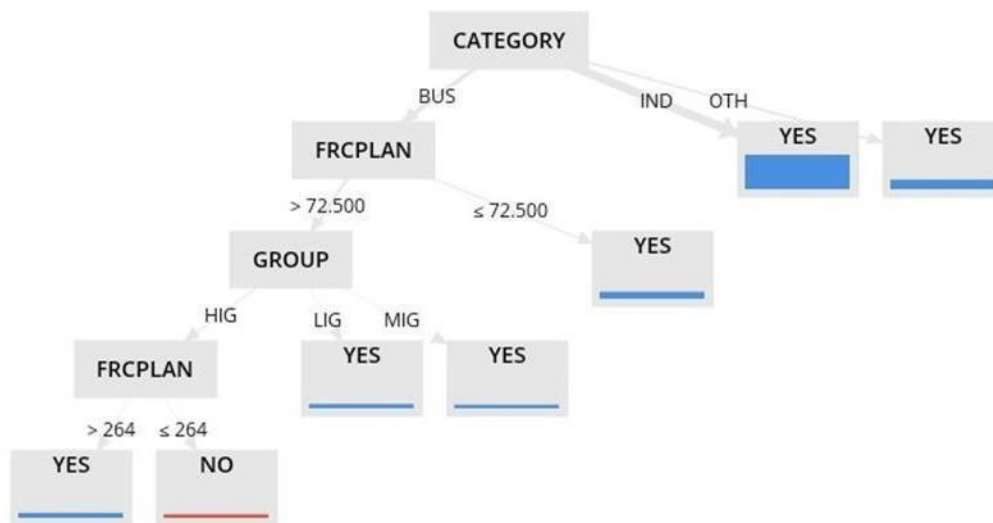 CATEGORY
BUS
IND
OTH
FRCPLAN
YES
YES
> 72.500
≤ 72.500
GROUP
YES
HIG
LIG
MIG
FRCPLAN
YES
YES
> 264
≤ 264
YES
NO